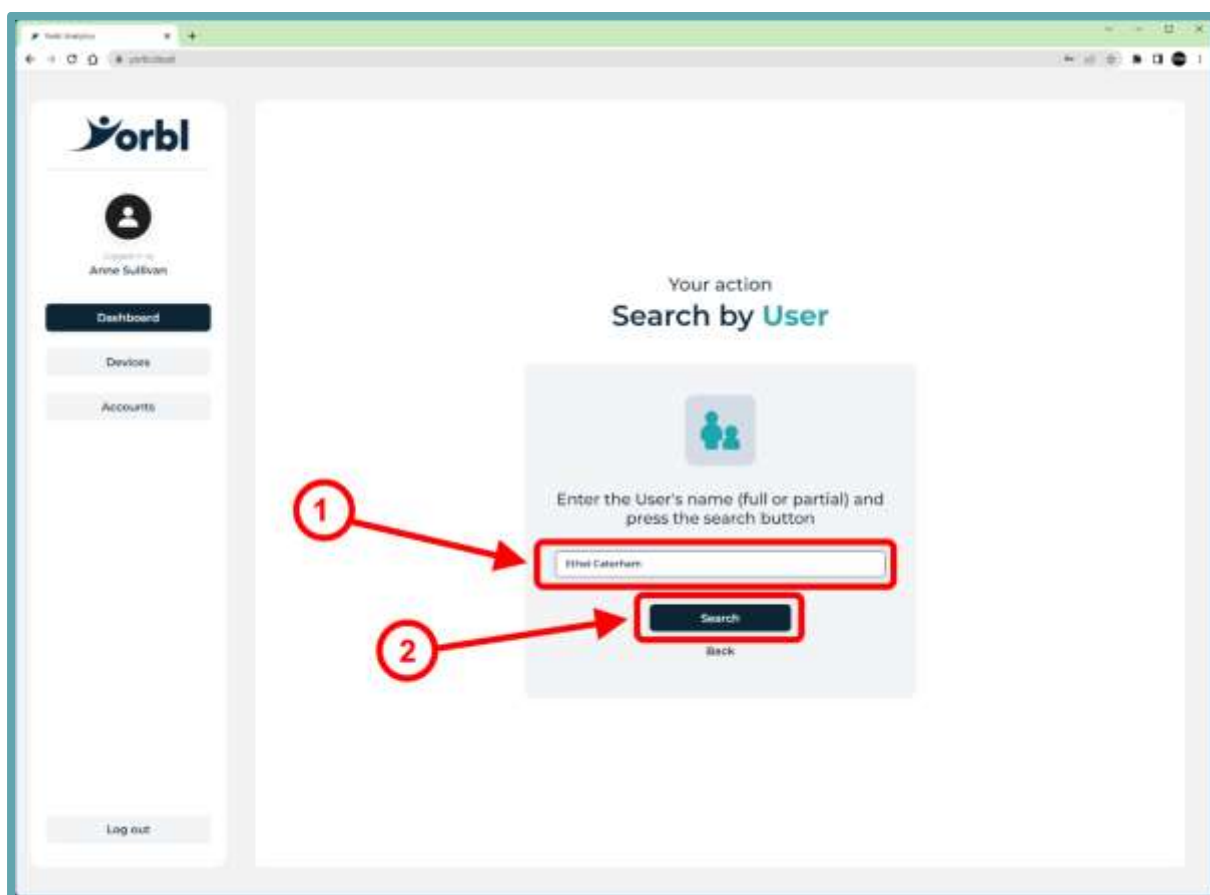 Yorbl
Anne Sullivan
Dashboard
Devices
Accounts
Log out
Your action
Search by User
Enter the User's name (full or partial) and
press the search button
Ethel Caterham
Search
Back
1
2